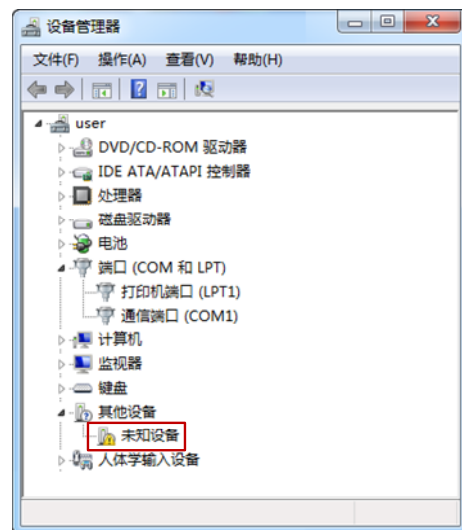 设备管理器
文件(F) 操作(A) 查看(V) 帮助(H)
user
DVD/CD-ROM 驱动器
IDE ATA/ATAPI 控制器
处理器
磁盘驱动器
电池
端口 (COM 和 LPT)
打印机端口 (LPT1)
通信端口 (COM1)
计算机
监视器
键盘
其他设备
未知设备
人体学输入设备